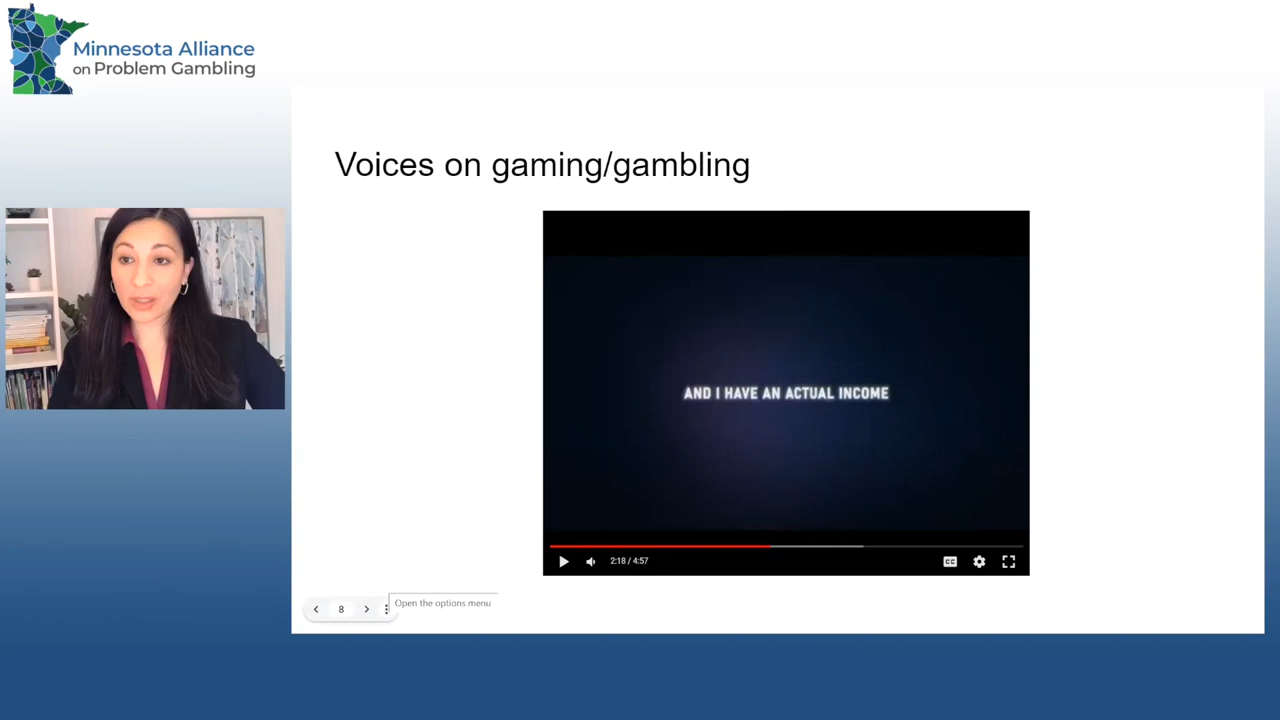 Minnesota Alliance
on Problem Gambling
Voices on gaming/gambling
AND I HAVE AN ACTUAL INCOME
2:18 / 4:57
CC
8
Open the options menu